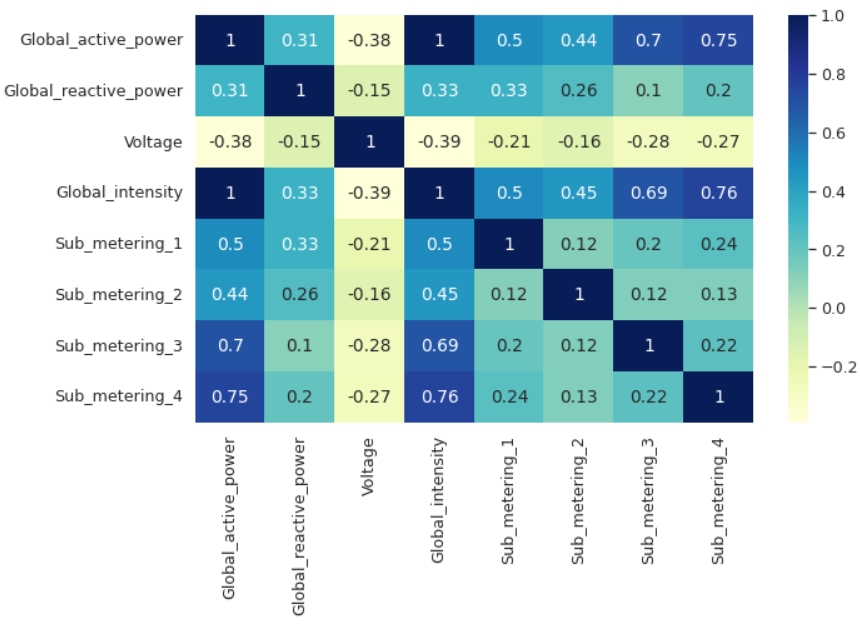 Global_active_power 1 0.31 -0.38 1 0.5 0.44 0.7 0.75
Global_reactive_power 0.31 1 -0.15 0.33 0.33 0.26 0.1 0.2
Voltage -0.38 -0.15 1 -0.39 -0.21 -0.16 -0.28 -0.27
Global_intensity 1 0.33 -0.39 1 0.5 0.45 0.69 0.76
Sub_metering_1 0.5 0.33 -0.21 0.5 1 0.12 0.2 0.24
Sub_metering_2 0.44 0.26 -0.16 0.45 0.12 1 0.12 0.13
Sub_metering_3 0.7 0.1 -0.28 0.69 0.2 0.12 1 0.22
Sub_metering_4 0.75 0.2 -0.27 0.76 0.24 0.13 0.22 1
Global_active_power
Global_reactive_power
Voltage
Global_intensity
Sub_metering_1
Sub_metering_2
Sub_metering_3
Sub_metering_4
1.0
0.8
0.6
0.4
0.2
0.0
−0.2